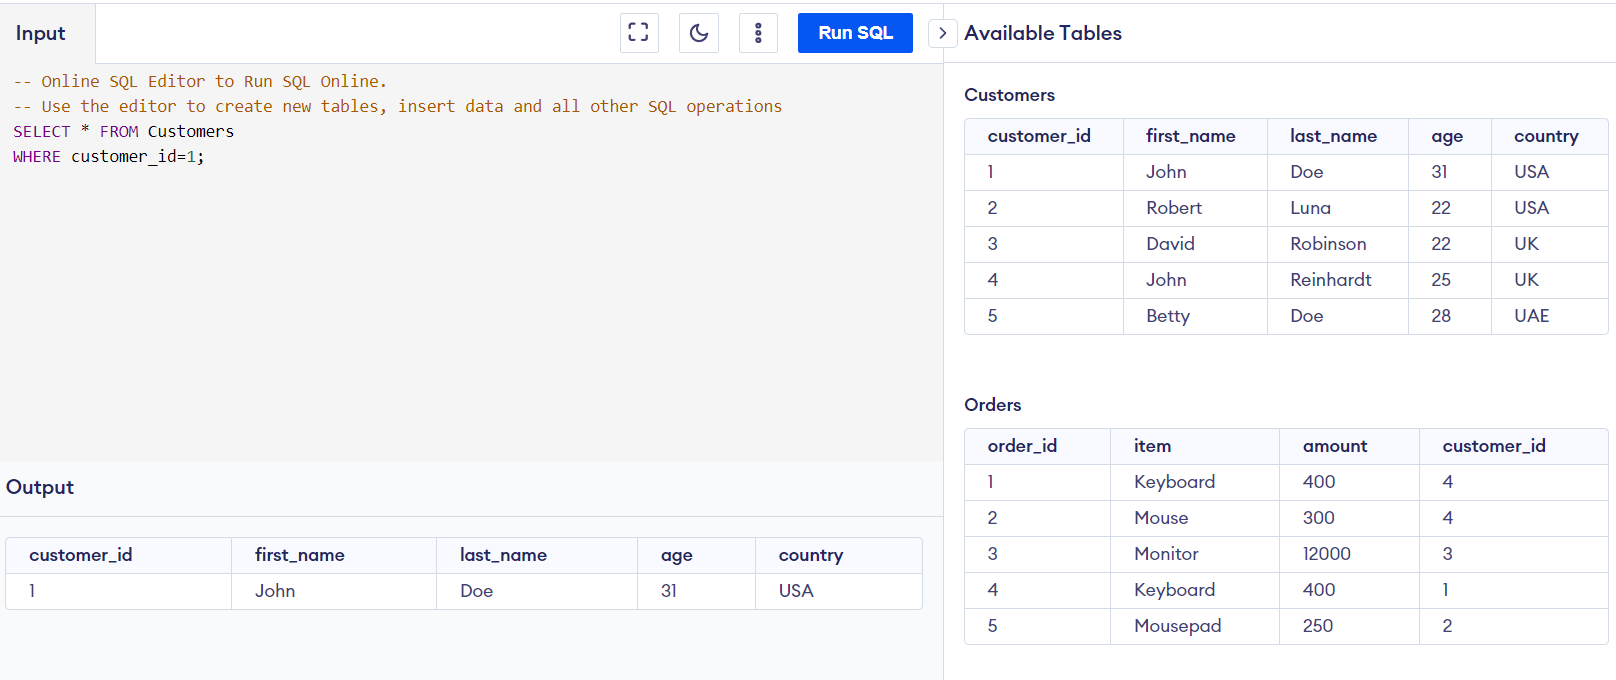 Input
Run SQL
-- Online SQL Editor to Run SQL Online.
-- Use the editor to create new tables, insert data and all other SQL operations
SELECT * FROM Customers
WHERE customer_id=1;
Output
customer_id first_name last_name age country
1 John Doe 31 USA
Available Tables
Customers
customer_id first_name last_name age country
1 John Doe 31 USA
2 Robert Luna 22 USA
3 David Robinson 22 UK
4 John Reinhardt 25 UK
5 Betty Doe 28 UAE
Orders
order_id item amount customer_id
1 Keyboard 400 4
2 Mouse 300 4
3 Monitor 12000 3
4 Keyboard 400 1
5 Mousepad 250 2